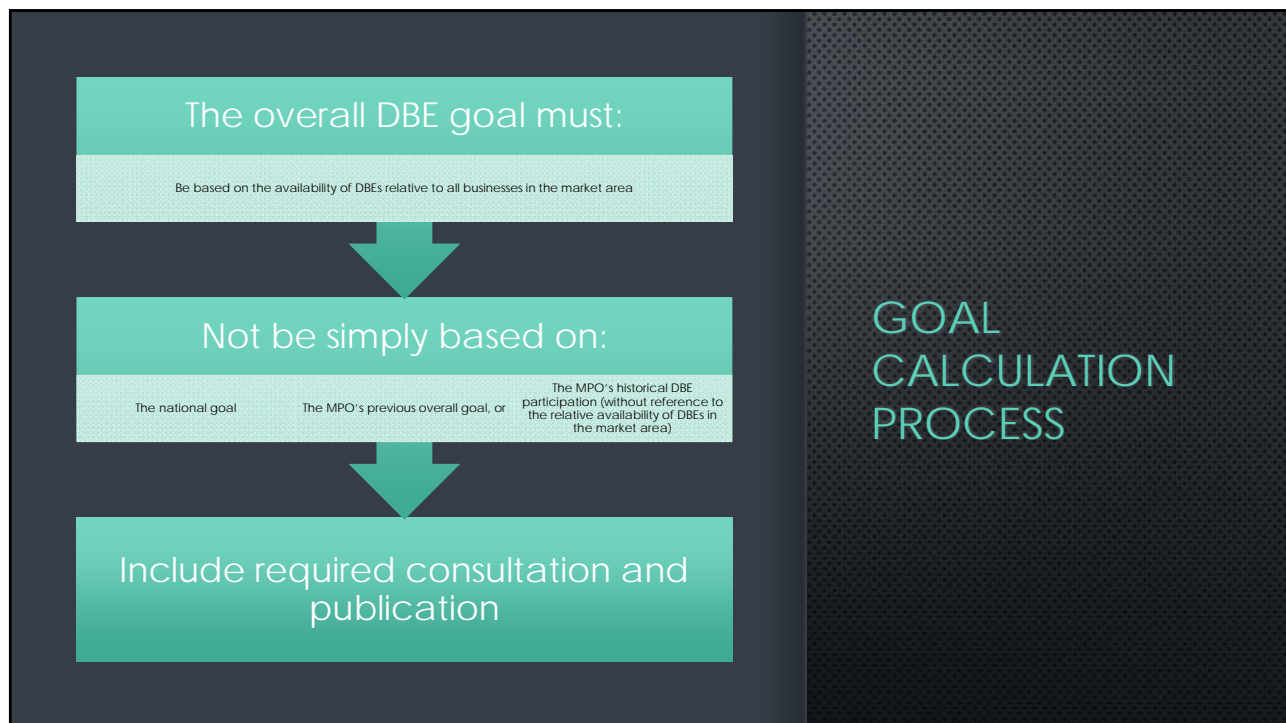 The overall DBE goal must:
Be based on the availability of DBEs relative to all businesses in the market area
Not be simply based on:
The national goal
The MPO's previous overall goal, or
The MPO's historical DBE
participation (without reference to
the relative availability of DBEs in
the market area)
Include required consultation and
publication
GOAL
CALCULATION
PROCESS